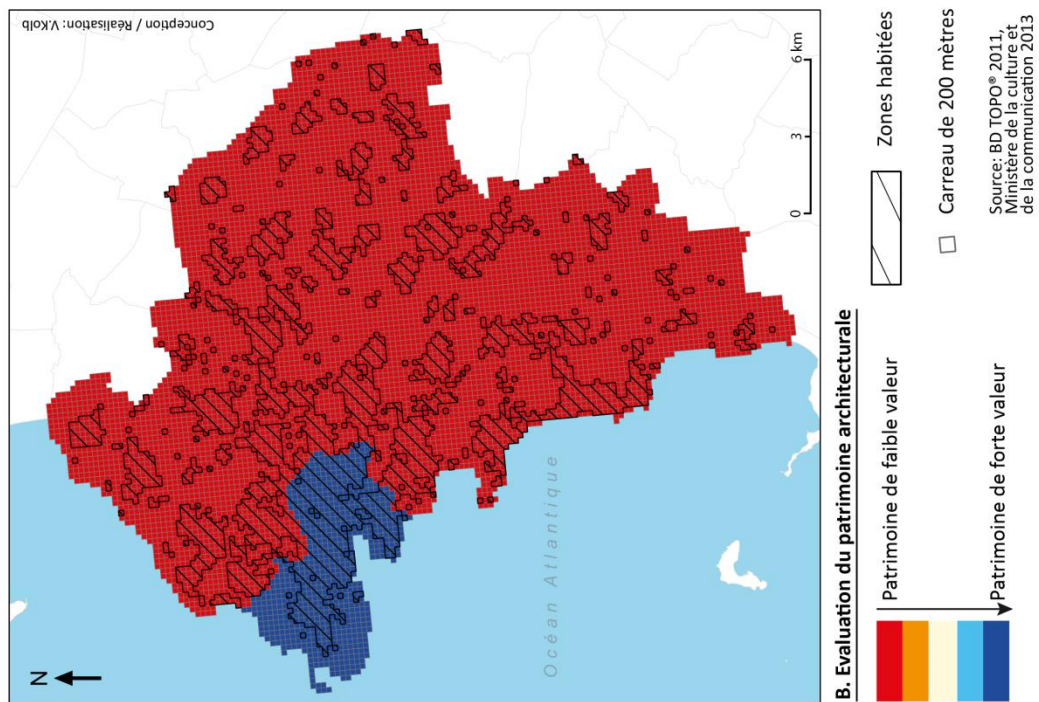 Conception / Réalisation: V.Kolb
N
Océan Atlantique
0 3 6 km
B. Evaluation du patrimoine architecturale
Patrimoine de faible valeur
Patrimoine de forte valeur
Zones habitées
Carreau de 200 mètres
Source: BD TOPO® 2011,
Ministère de la culture et
de la communication 2013